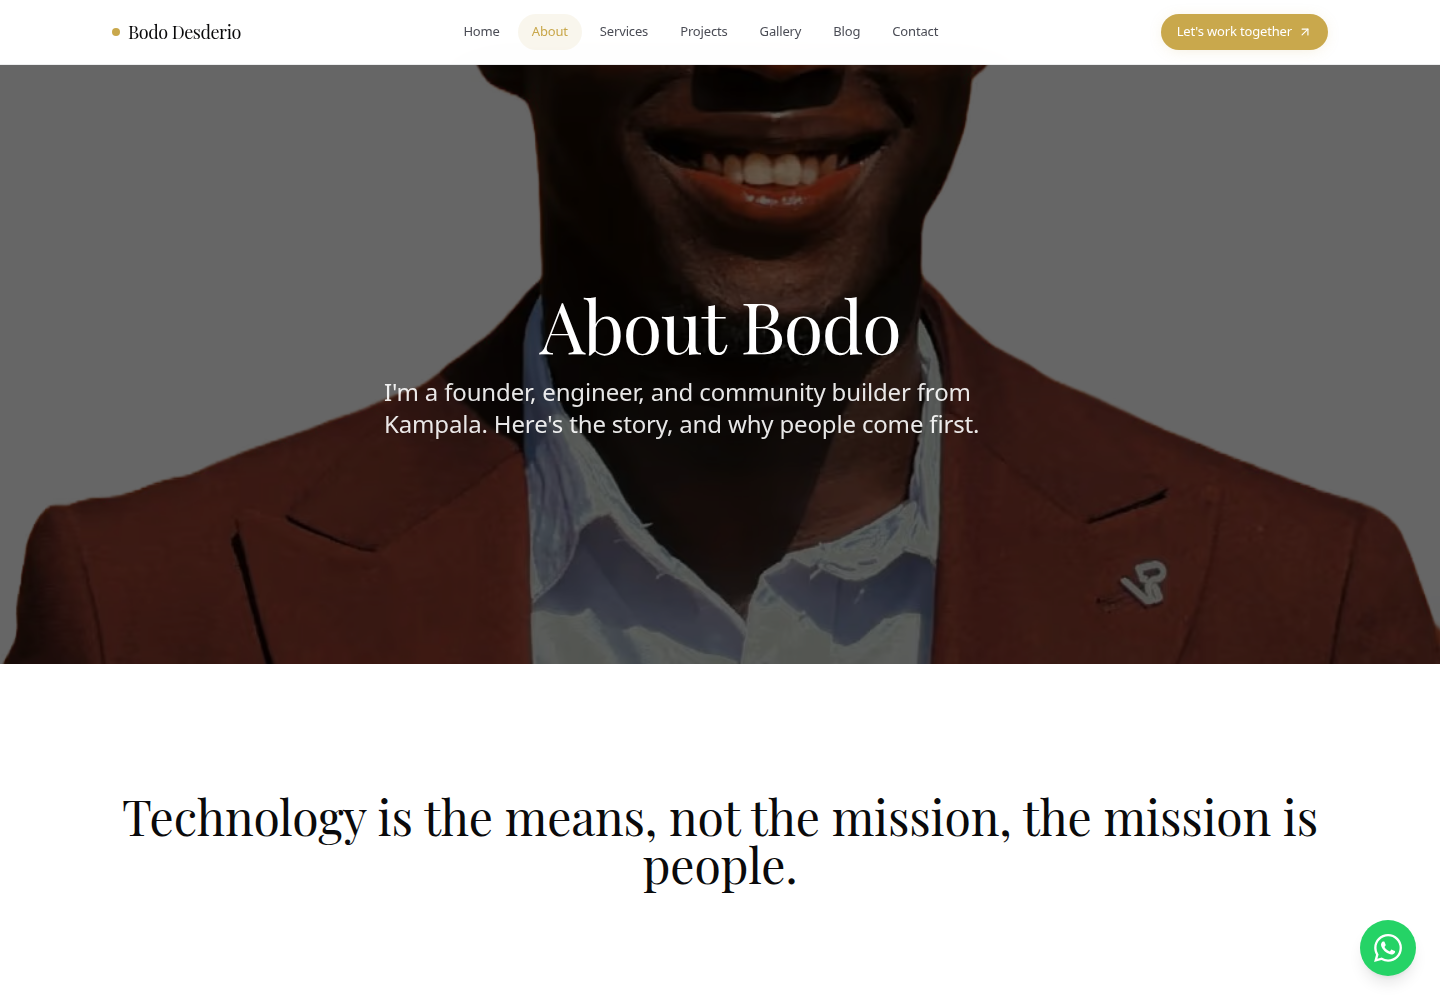 Bodo Desderio
Home
About
Services
Projects
Gallery
Blog
Contact
Let's work together
About Bodo
I'm a founder, engineer, and community builder from
Kampala. Here's the story, and why people come first.
Technology is the means, not the mission, the mission is
people.